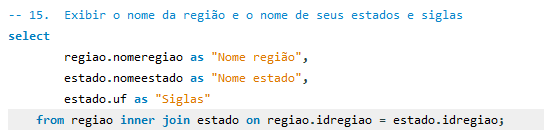 -- 15.  Exibir o nome da região e o nome de seus estados e siglas
select
regiao.nomeregiao as "Nome região",
estado.nomeestado as "Nome estado",
estado.uf as "Siglas"
from regiao inner join estado on regiao.idregiao = estado.idregiao;